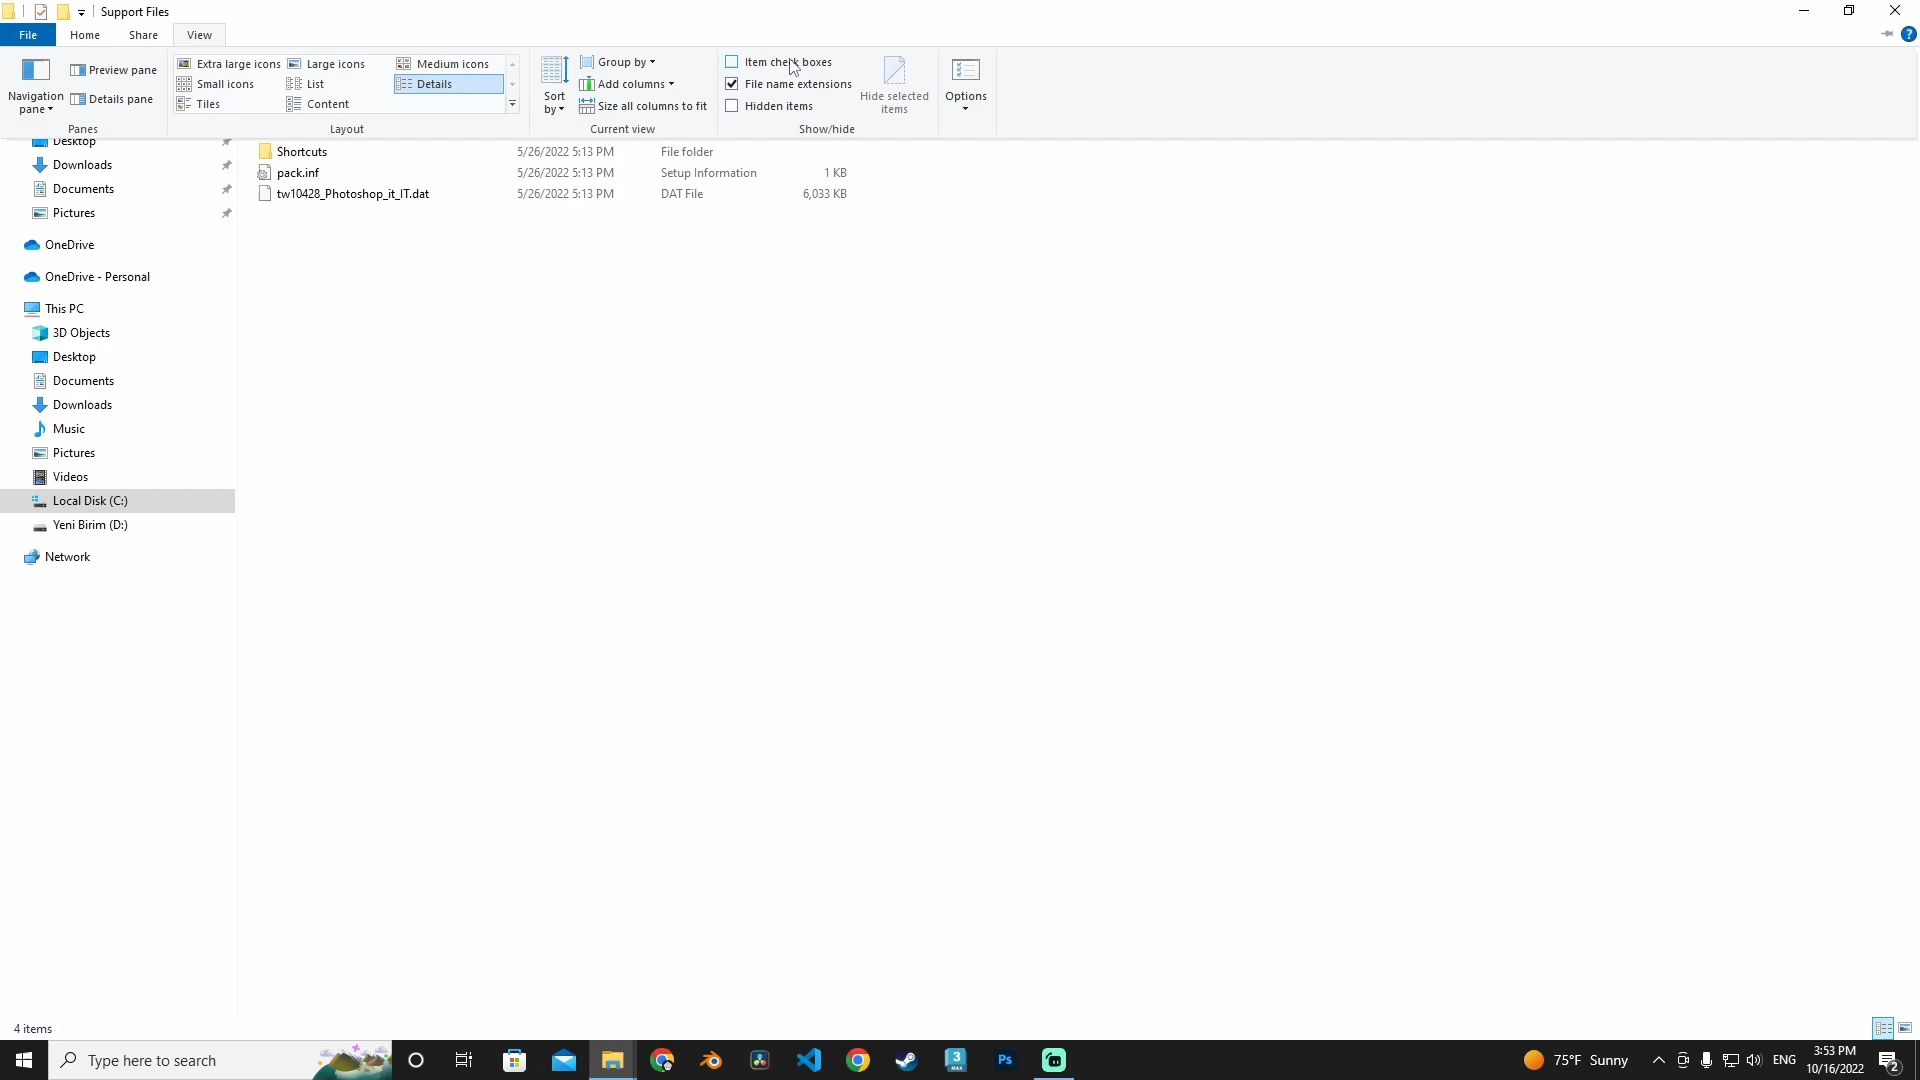 Support Files
File Home Share View
Navigation pane
Preview pane
Details pane
Panes
Extra large icons Large icons Medium icons
Small icons List Details
Tiles Content
Layout
Sort by
Group by
Add columns
Size all columns to fit
Current view
Item check boxes
File name extensions
Hidden items
Hide selected items
Show/hide
Options
Desktop
Downloads
Documents
Pictures
OneDrive
OneDrive - Personal
This PC
3D Objects
Desktop
Documents
Downloads
Music
Pictures
Videos
Local Disk (C:)
Yeni Birim (D:)
Network
Shortcuts 5/26/2022 5:13 PM File folder
pack.inf 5/26/2022 5:13 PM Setup Information 1 KB
tw10428_Photoshop_it_IT.dat 5/26/2022 5:13 PM DAT File 6,033 KB
4 items
Type here to search
3
MAX
Ps
75°F Sunny
ENG
3:53 PM
10/16/2022
2